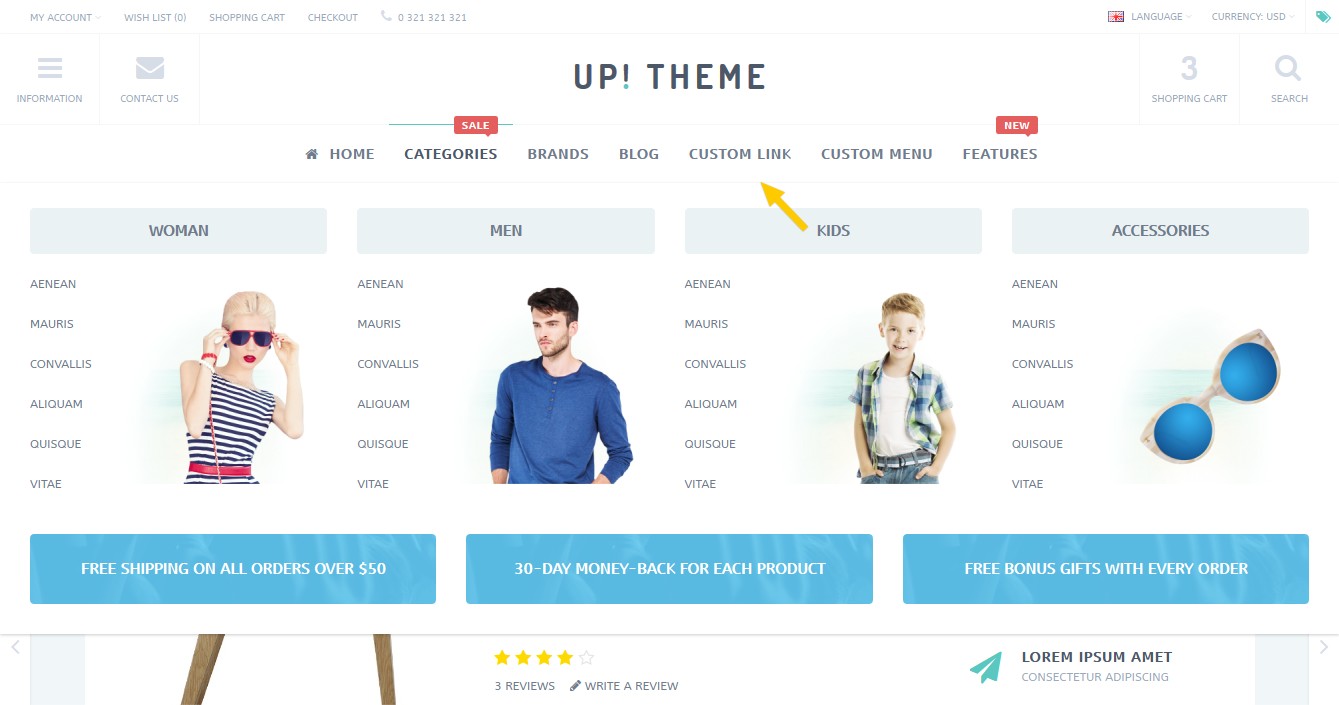 MY ACCOUNT WISH LIST (0) SHOPPING CART CHECKOUT 0 321 321 321 LANGUAGE CURRENCY: USD
INFORMATION CONTACT US
UP! THEME
3
SHOPPING CART SEARCH
SALE NEW
HOME CATEGORIES BRANDS BLOG CUSTOM LINK CUSTOM MENU FEATURES
WOMAN MEN KIDS ACCESSORIES
AENEAN AENEAN AENEAN AENEAN
MAURIS MAURIS MAURIS MAURIS
CONVALLIS CONVALLIS CONVALLIS CONVALLIS
ALIQUAM ALIQUAM ALIQUAM ALIQUAM
QUISQUE QUISQUE QUISQUE QUISQUE
VITAE VITAE VITAE VITAE
FREE SHIPPING ON ALL ORDERS OVER $50 30-DAY MONEY-BACK FOR EACH PRODUCT FREE BONUS GIFTS WITH EVERY ORDER
LOREM IPSUM AMET
3 REVIEWS WRITE A REVIEW CONSECTETUR ADIPISCING